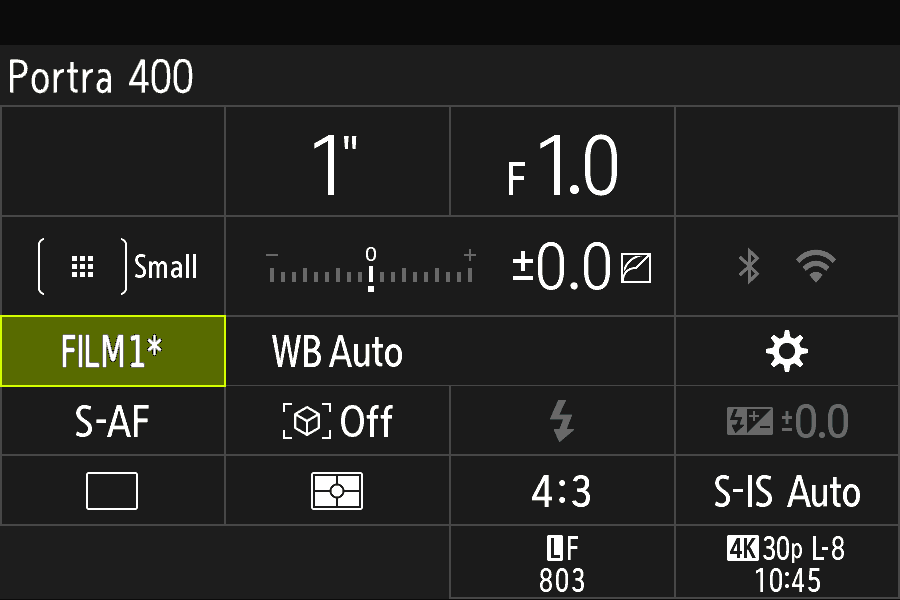 Portra 400
1" F 1.0
Small − 0 + ±0.0
FILM1* WB Auto
S-AF Off ±0.0
4:3 S-IS Auto
L F 4K 30p L-8
803 10:45